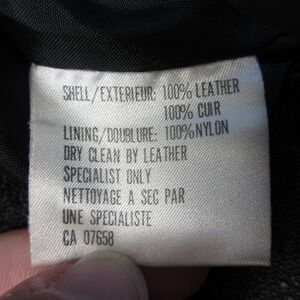 SHELL/EXTERIEUR: 100% LEATHER
100% CUIR
LINING/DOUBLURE: 100%NYLON
DRY CLEAN BY LEATHER
SPECIALIST ONLY
NETTOYAGE A SEC PAR
UNE SPECIALISTE
CA 07658